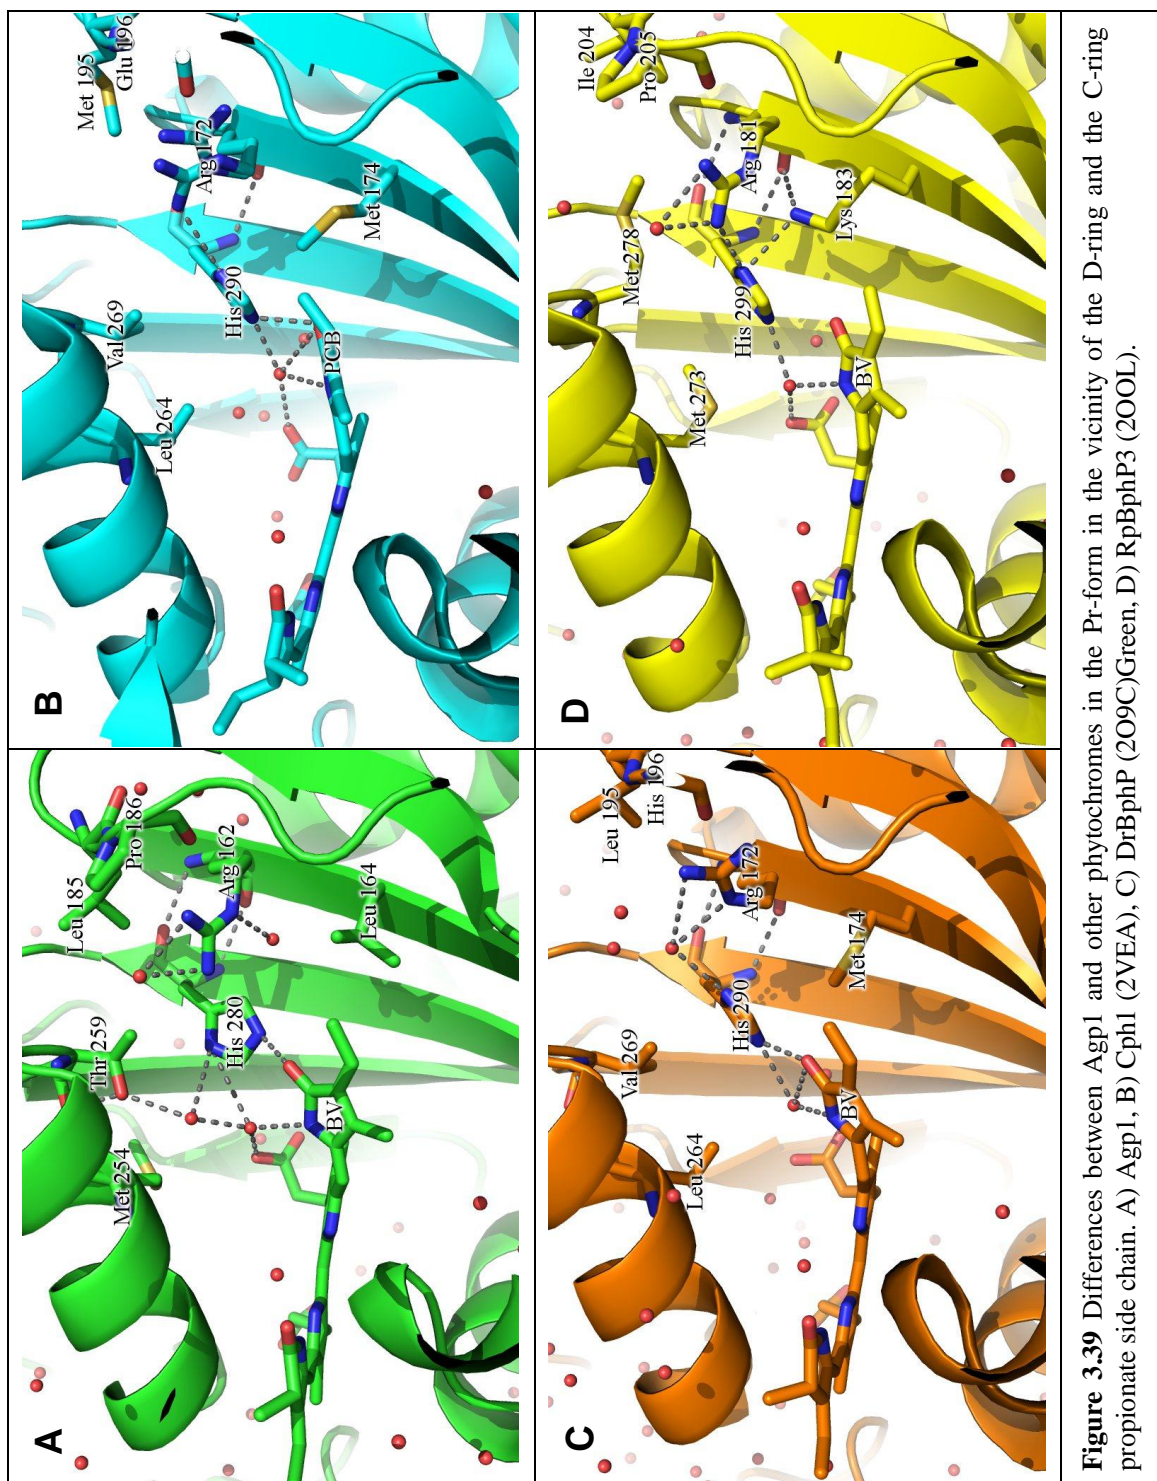 A
Leu 185
Pro 186
Thr 259
Arg 162
Met 254
His 280
Leu 164
BV
B
Met 195
Glu 196
Val 269
Arg 172
Leu 264
His 290
Met 174
PCB
C
Leu 195
His 196
Val 269
Arg 172
Leu 264
His 290
Met 174
BV
D
Ile 204
Pro 205
Met 278
Arg 181
Met 273
His 299
Lys 183
BV
Figure 3.39 Differences between Agp1 and other phytochromes in the Pr-form in the vicinity of the D-ring and the C-ring
propionate side chain. A) Agp1, B) Cph1 (2VEA), C) DrBphP (2O9C)Green, D) RpBphP3 (2OOL).